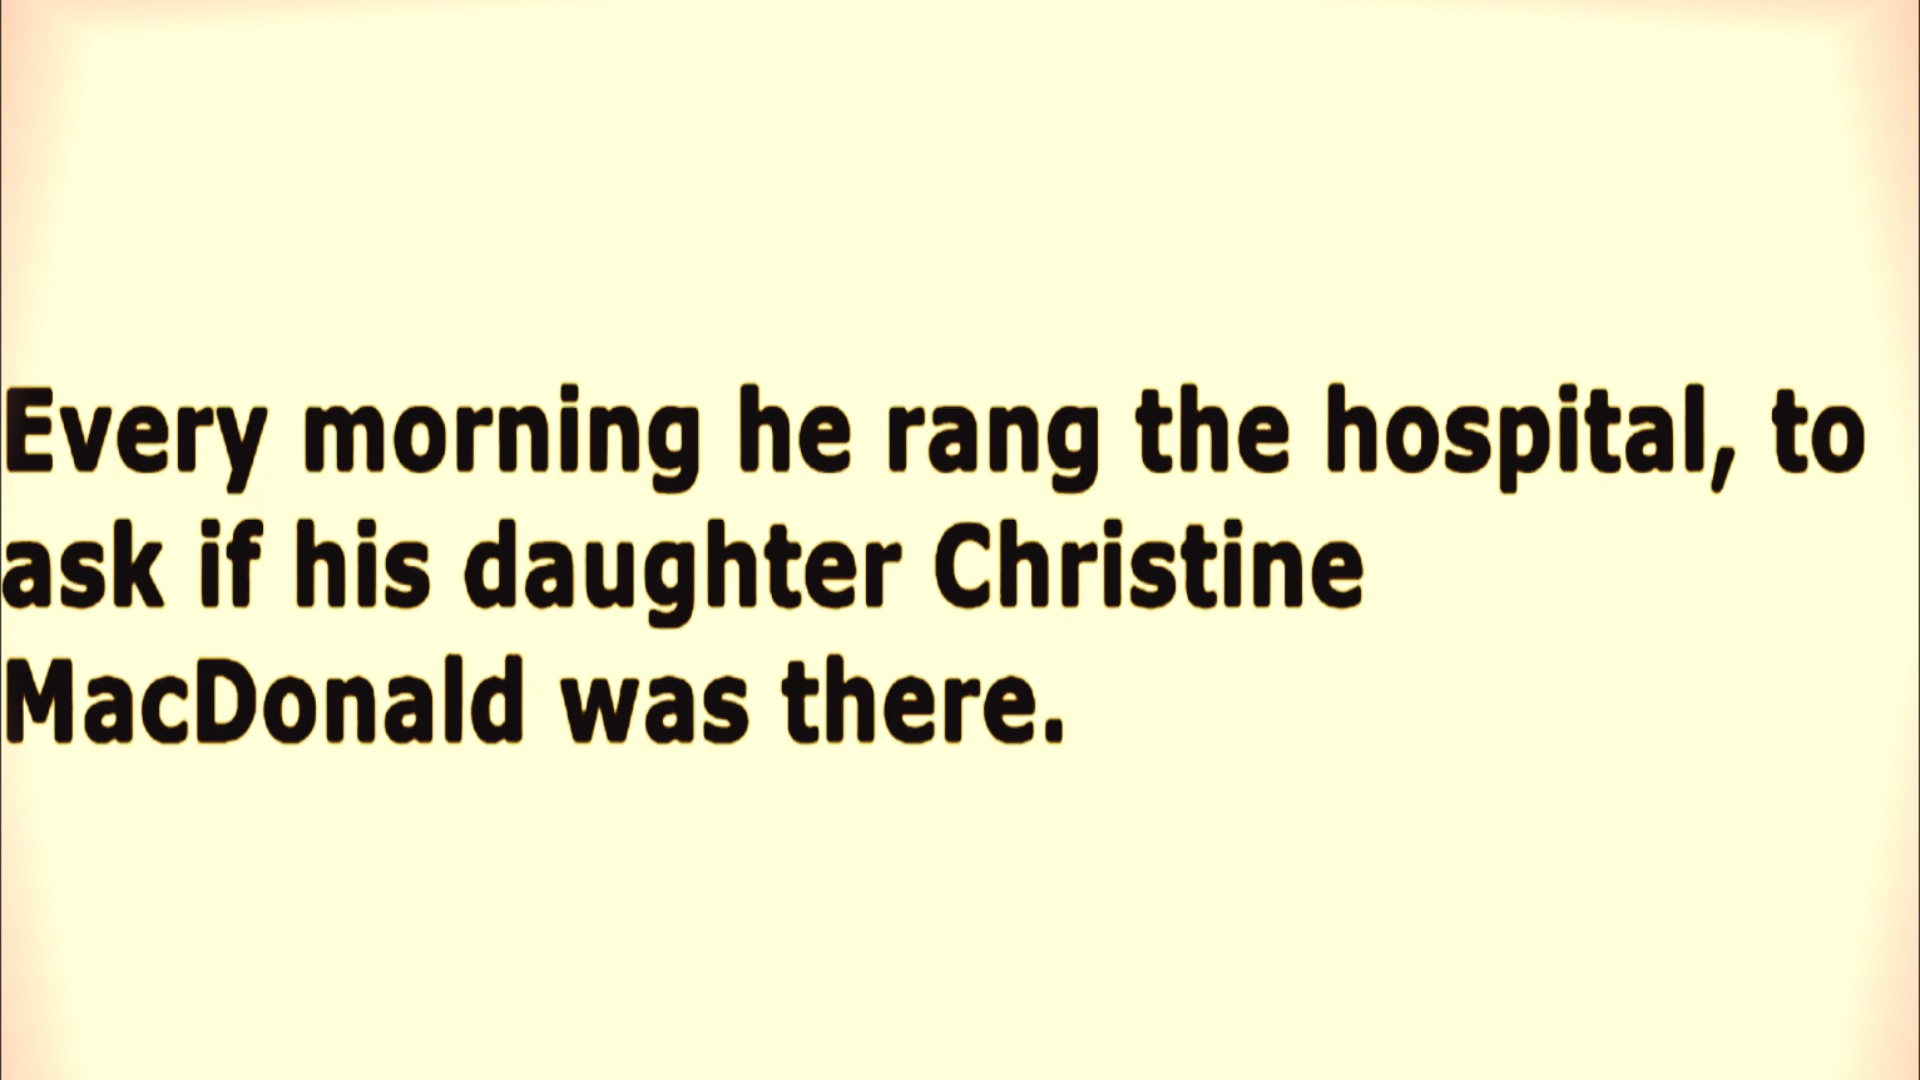 Every morning he rang the hospital, to
ask if his daughter Christine
MacDonald was there.